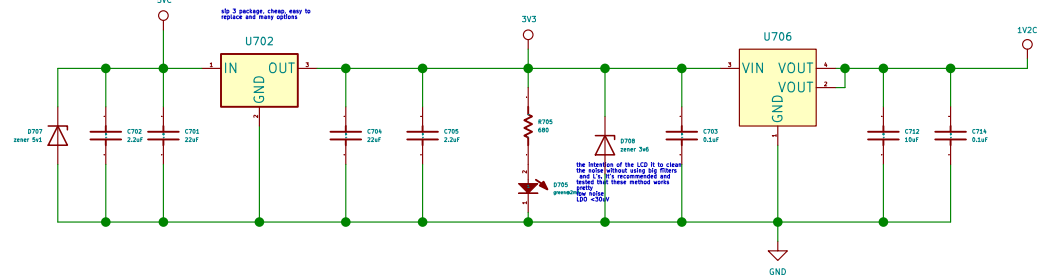 sip 3 package, cheap, easy to
replace and many options
3V3
1V2C
U702
U706
1
IN
OUT
3
GND
2
3
VIN
VOUT
4
VOUT
2
GND
1
D707
zener 5v1
C702
2.2uF
C701
22uF
C704
22uF
C705
2.2uF
R705
680
D708
zener 3v6
C703
0.1uF
C712
10uF
C714
0.1uF
the intention of the LCD it to clean
the noise without using big filters
and L's, it's recommended and
tested that these method works
pretty
low noise
LDO <30uV
2
D705
1
GND